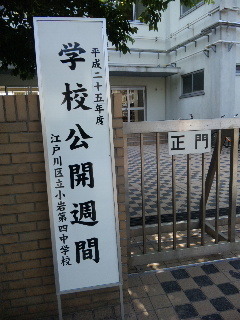 平成二十五年度
学校公開週間
江戸川区立小岩第四中学校
正門